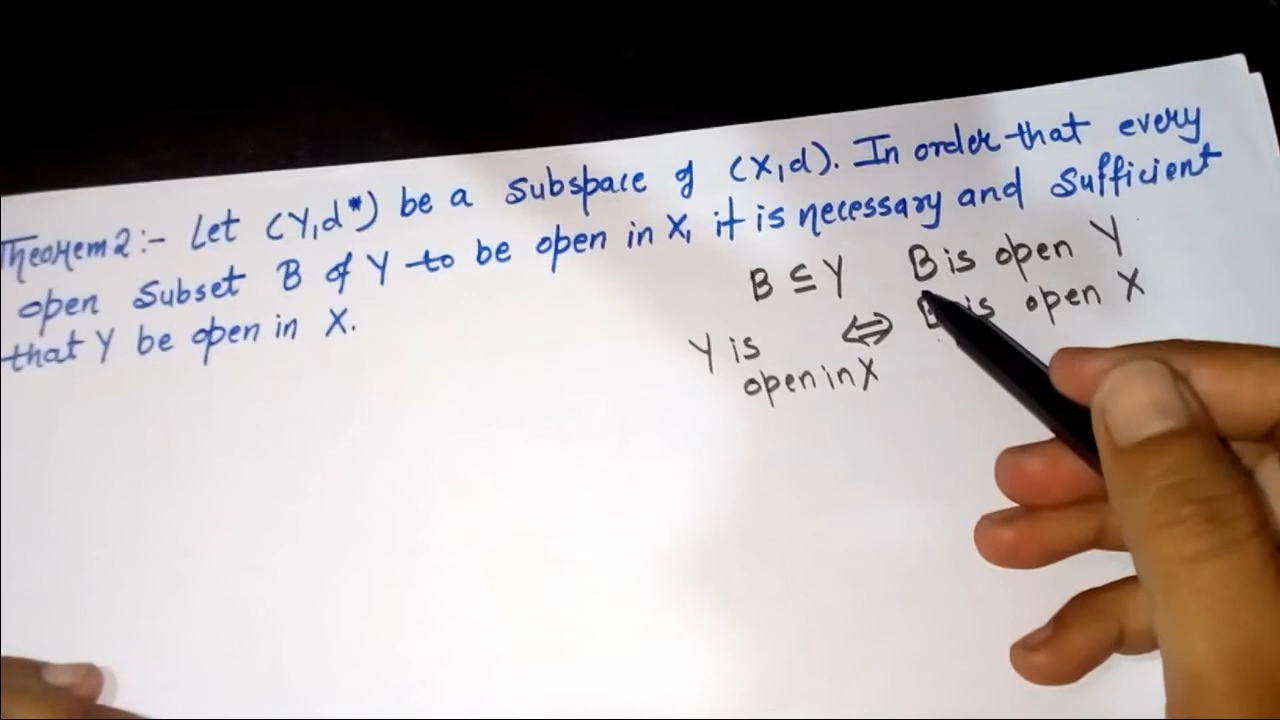 Theorem 2:- Let (Y,d*) be a subspace of (X,d). In order that every
open Subset B of Y to be open in X, it is necessary and Sufficient
that Y be open in X.
B ⊆ Y B is open Y
Y is ⇔ B is open X
open in X